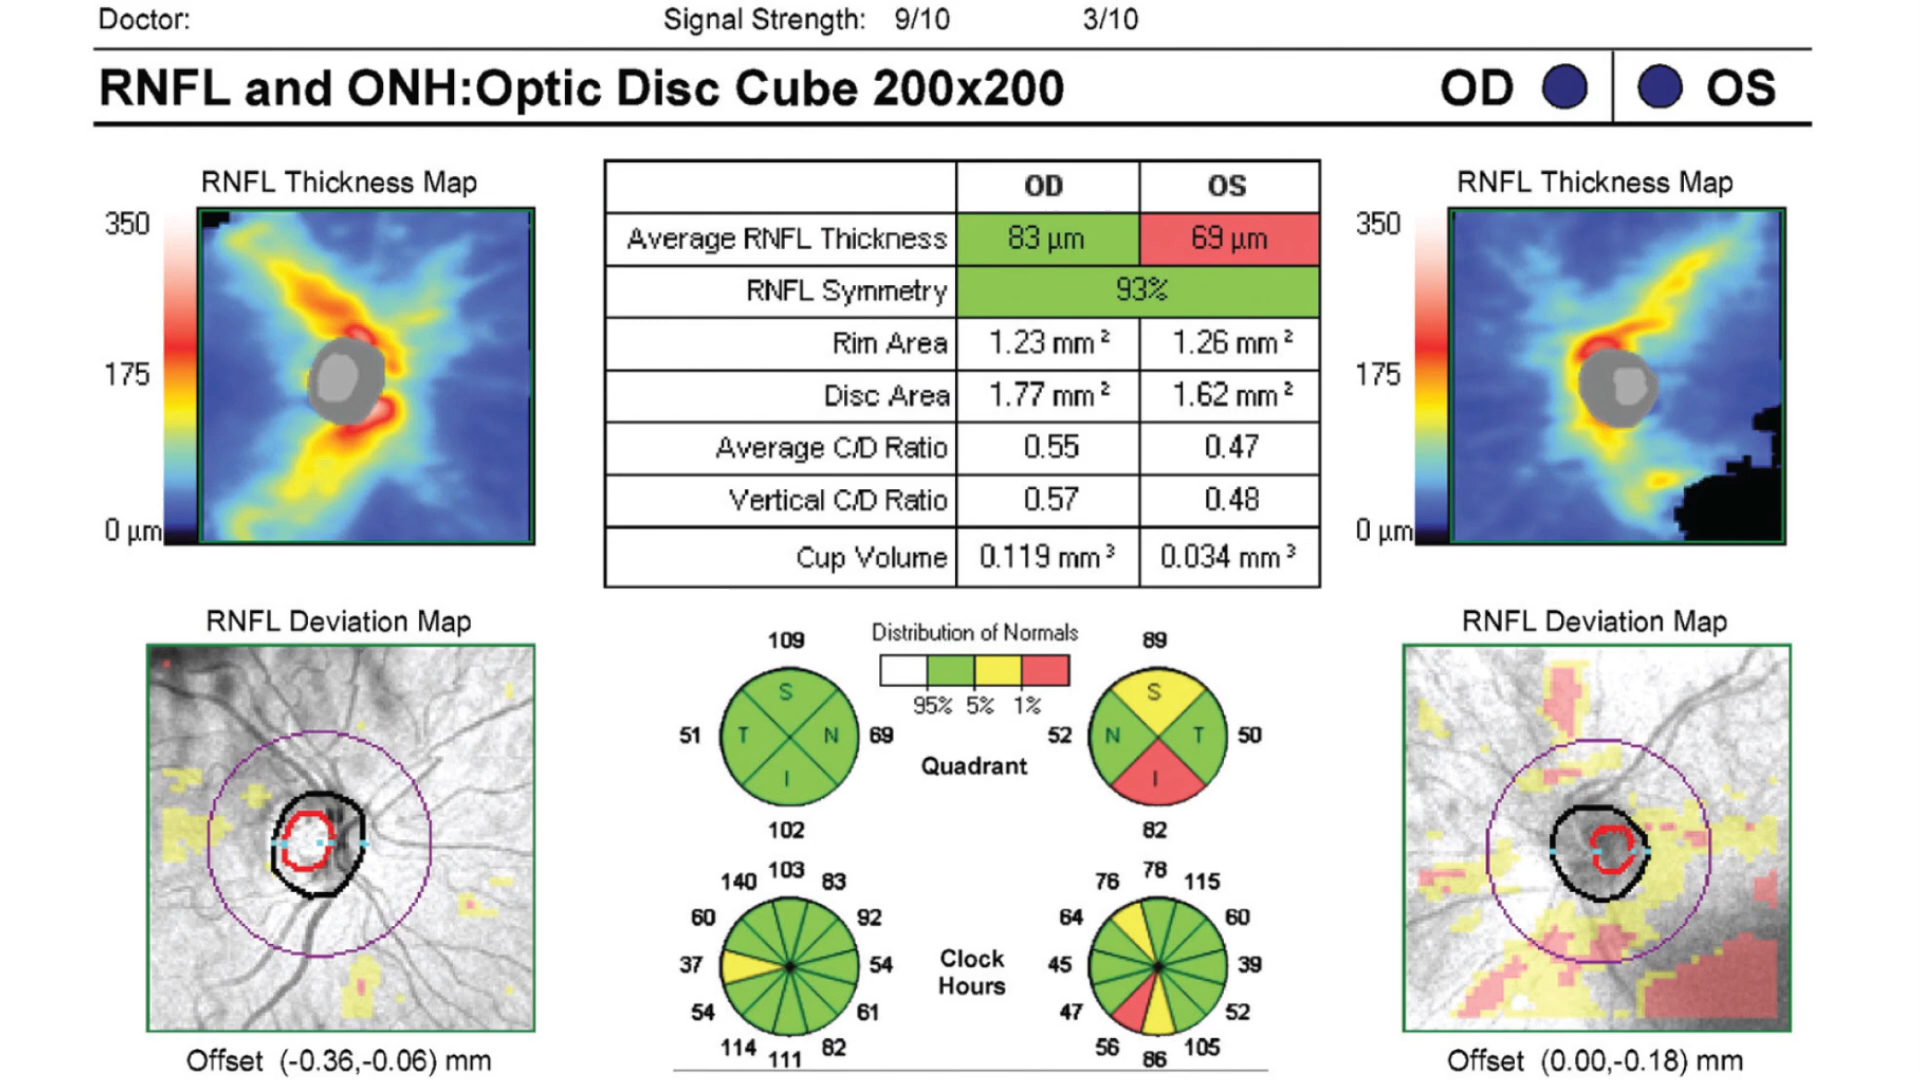 Doctor: Signal Strength: 9/10 3/10
RNFL and ONH:Optic Disc Cube 200x200 OD OS
RNFL Thickness Map
350
175
0 µm
OD OS
Average RNFL Thickness 83 µm 69 µm
RNFL Symmetry 93%
Rim Area 1.23 mm² 1.26 mm²
Disc Area 1.77 mm² 1.62 mm²
Average C/D Ratio 0.55 0.47
Vertical C/D Ratio 0.57 0.48
Cup Volume 0.119 mm³ 0.034 mm³
RNFL Thickness Map
350
175
0 µm
RNFL Deviation Map
Offset (-0.36,-0.06) mm
Distribution of Normals
95% 5% 1%
Quadrant
109
S
51 T N 69
I
102
89
S
52 N T 50
I
82
Clock
Hours
103
140 83
60 92
37 54
54 61
114 82
111
78
76 115
64 60
45 39
47 52
56 105
86
RNFL Deviation Map
Offset (0.00,-0.18) mm